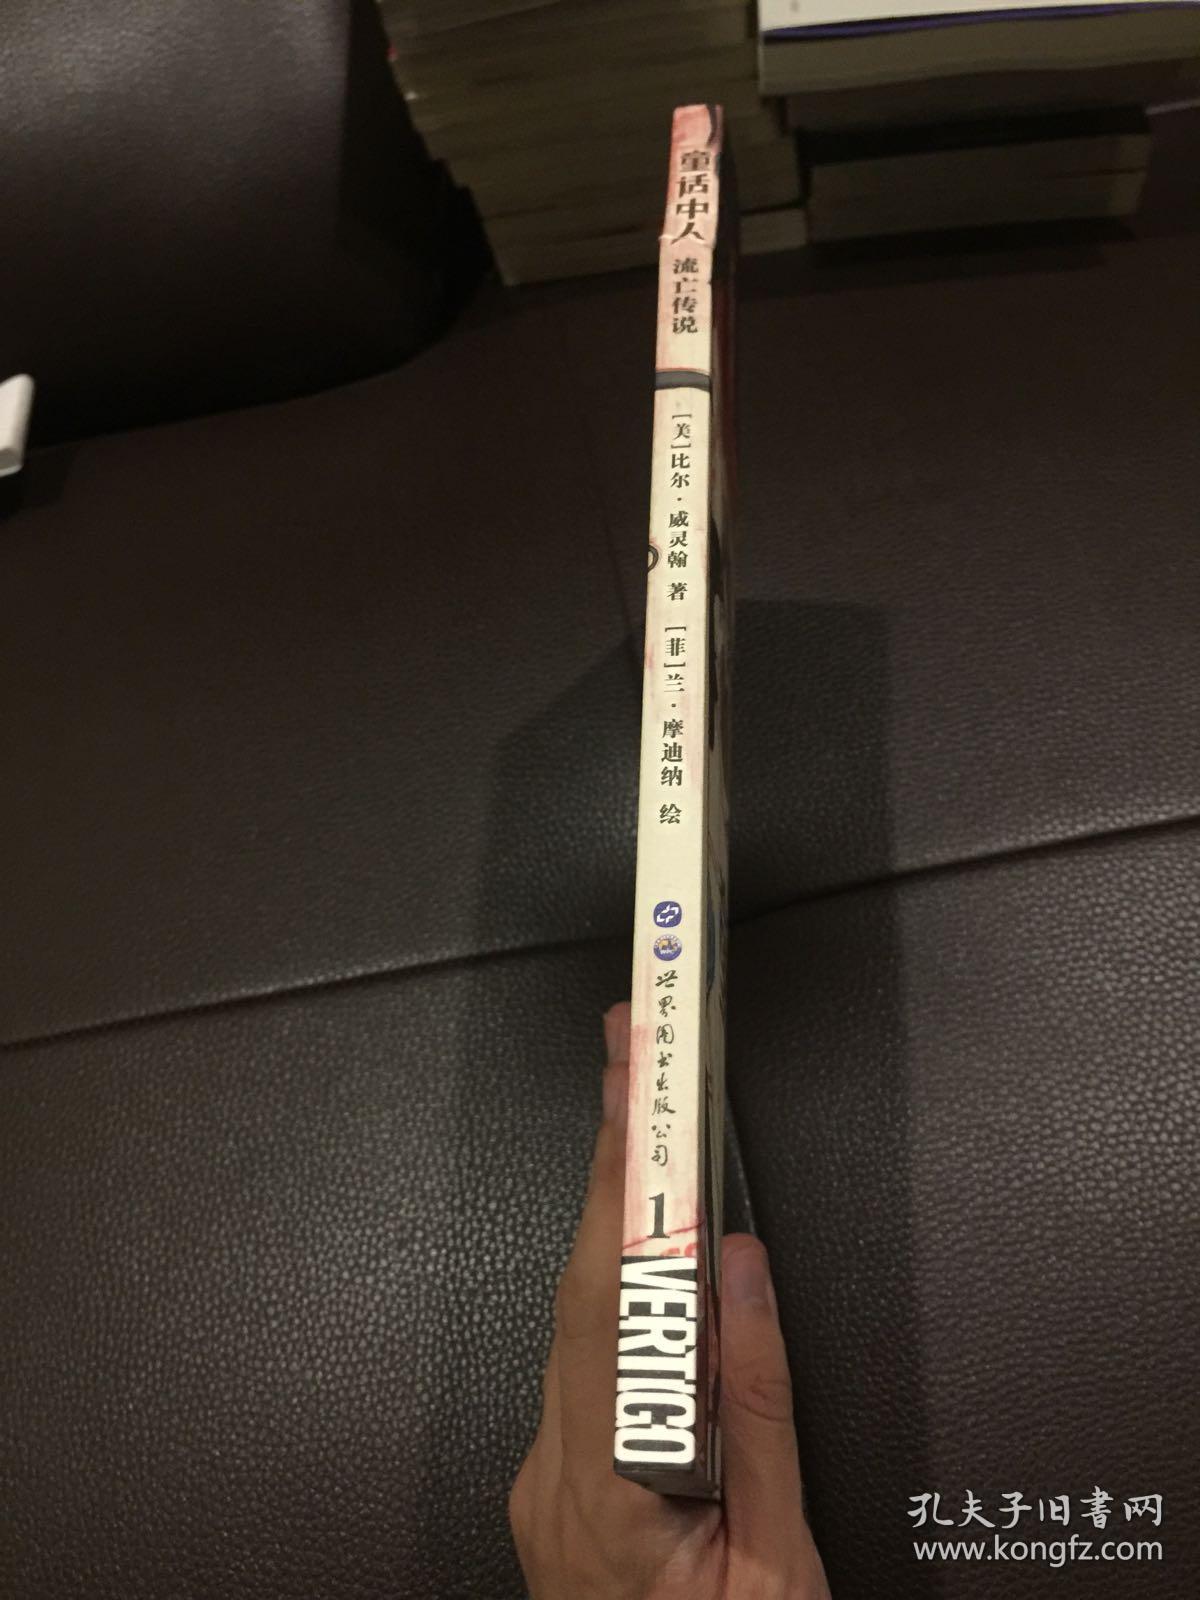 童话中人
流亡传说
[美]比尔·威灵翰 著 [菲]兰·摩迪纳 绘
世界图书出版公司
1
VERTIGO
孔夫子旧书网
www.kongfz.com